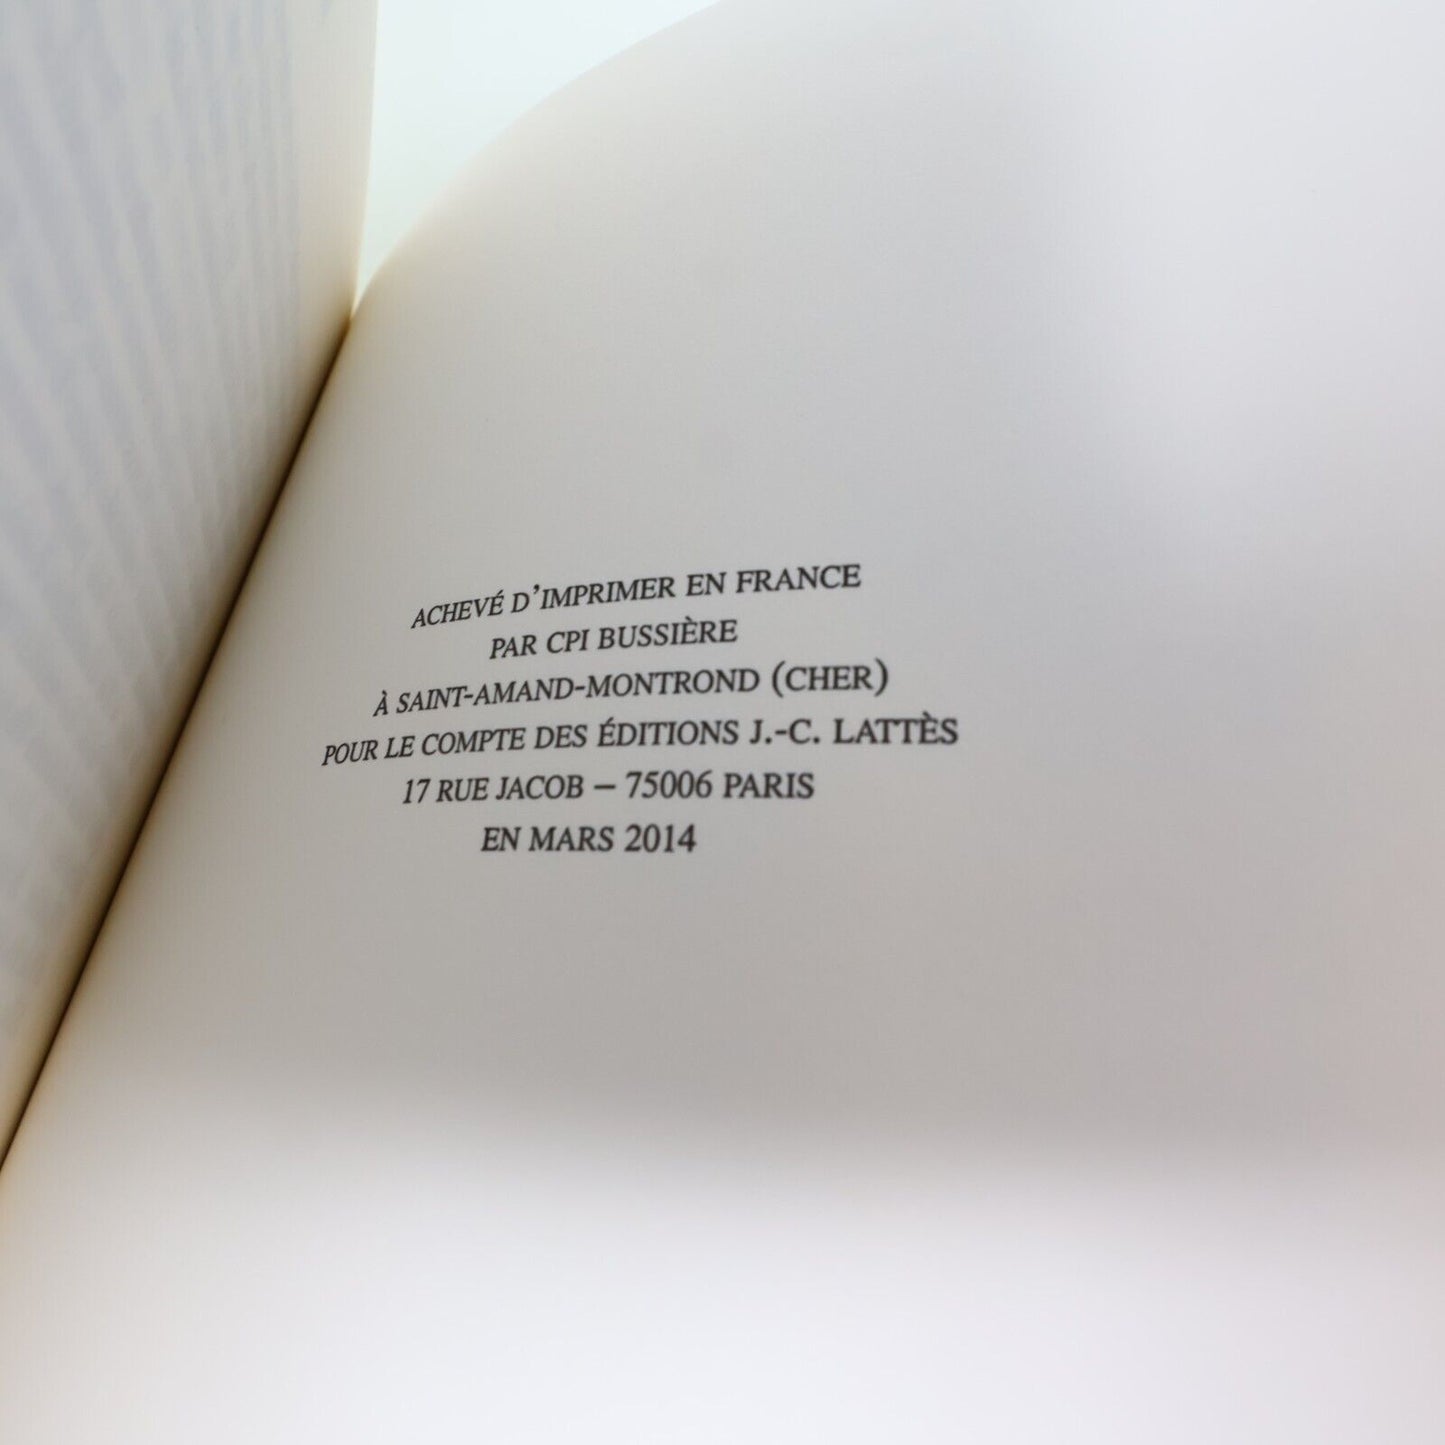 ACHEVÉ D'IMPRIMER EN FRANCE
PAR CPI BUSSIÈRE
À SAINT-AMAND-MONTROND (CHER)
POUR LE COMPTE DES ÉDITIONS J.-C. LATTÈS
17 RUE JACOB – 75006 PARIS
EN MARS 2014